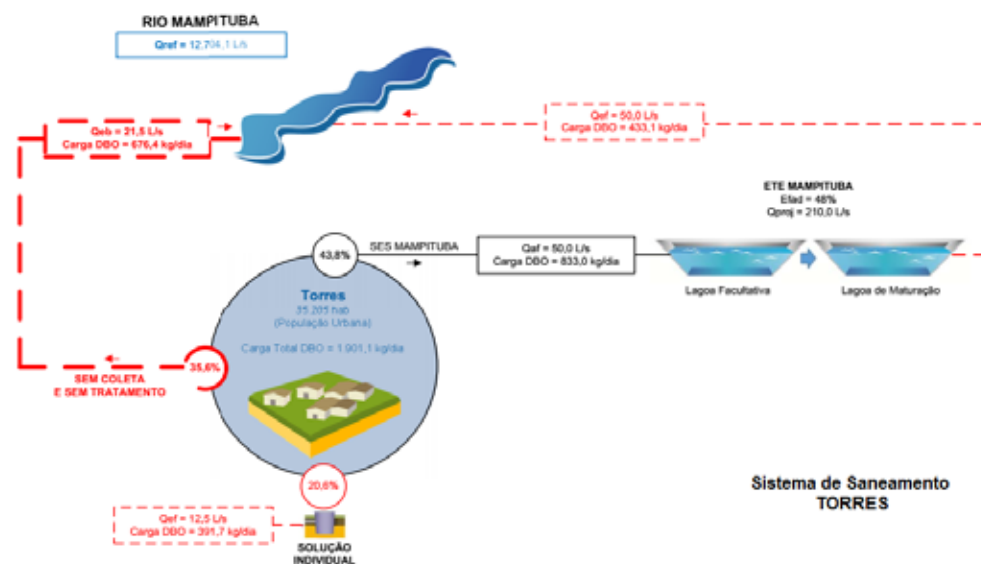 RIO MAMPITUBA
Qref = 12.704,1 L/s
Qeb = 21,5 L/s
Carga DBO = 676,4 kg/dia
Qef = 50,0 L/s
Carga DBO = 433,1 kg/dia
ETE MAMPITUBA
Efad = 48%
Qproj = 210,0 L/s
43,8%
SES MAMPITUBA
Qaf = 50,0 L/s
Carga DBO = 833,0 kg/dia
Lagoa Facultativa
Lagoa de Maturação
Torres
35.205 hab
(População Urbana)
Carga Total DBO = 1.901,1 kg/dia
35,6%
SEM COLETA
E SEM TRATAMENTO
20,6%
Qef = 12,5 L/s
Carga DBO = 391,7 kg/dia
SOLUÇÃO
INDIVIDUAL
Sistema de Saneamento
TORRES